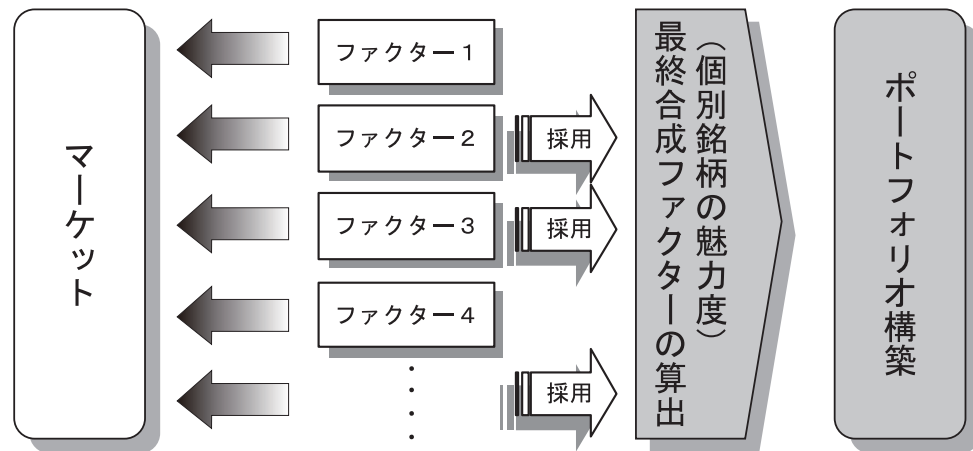 マーケット
ファクター１
ファクター２
採用
ファクター３
採用
ファクター４
・
・
・
・
採用
最終合成ファクターの算出
（個別銘柄の魅力度）
ポートフォリオ構築